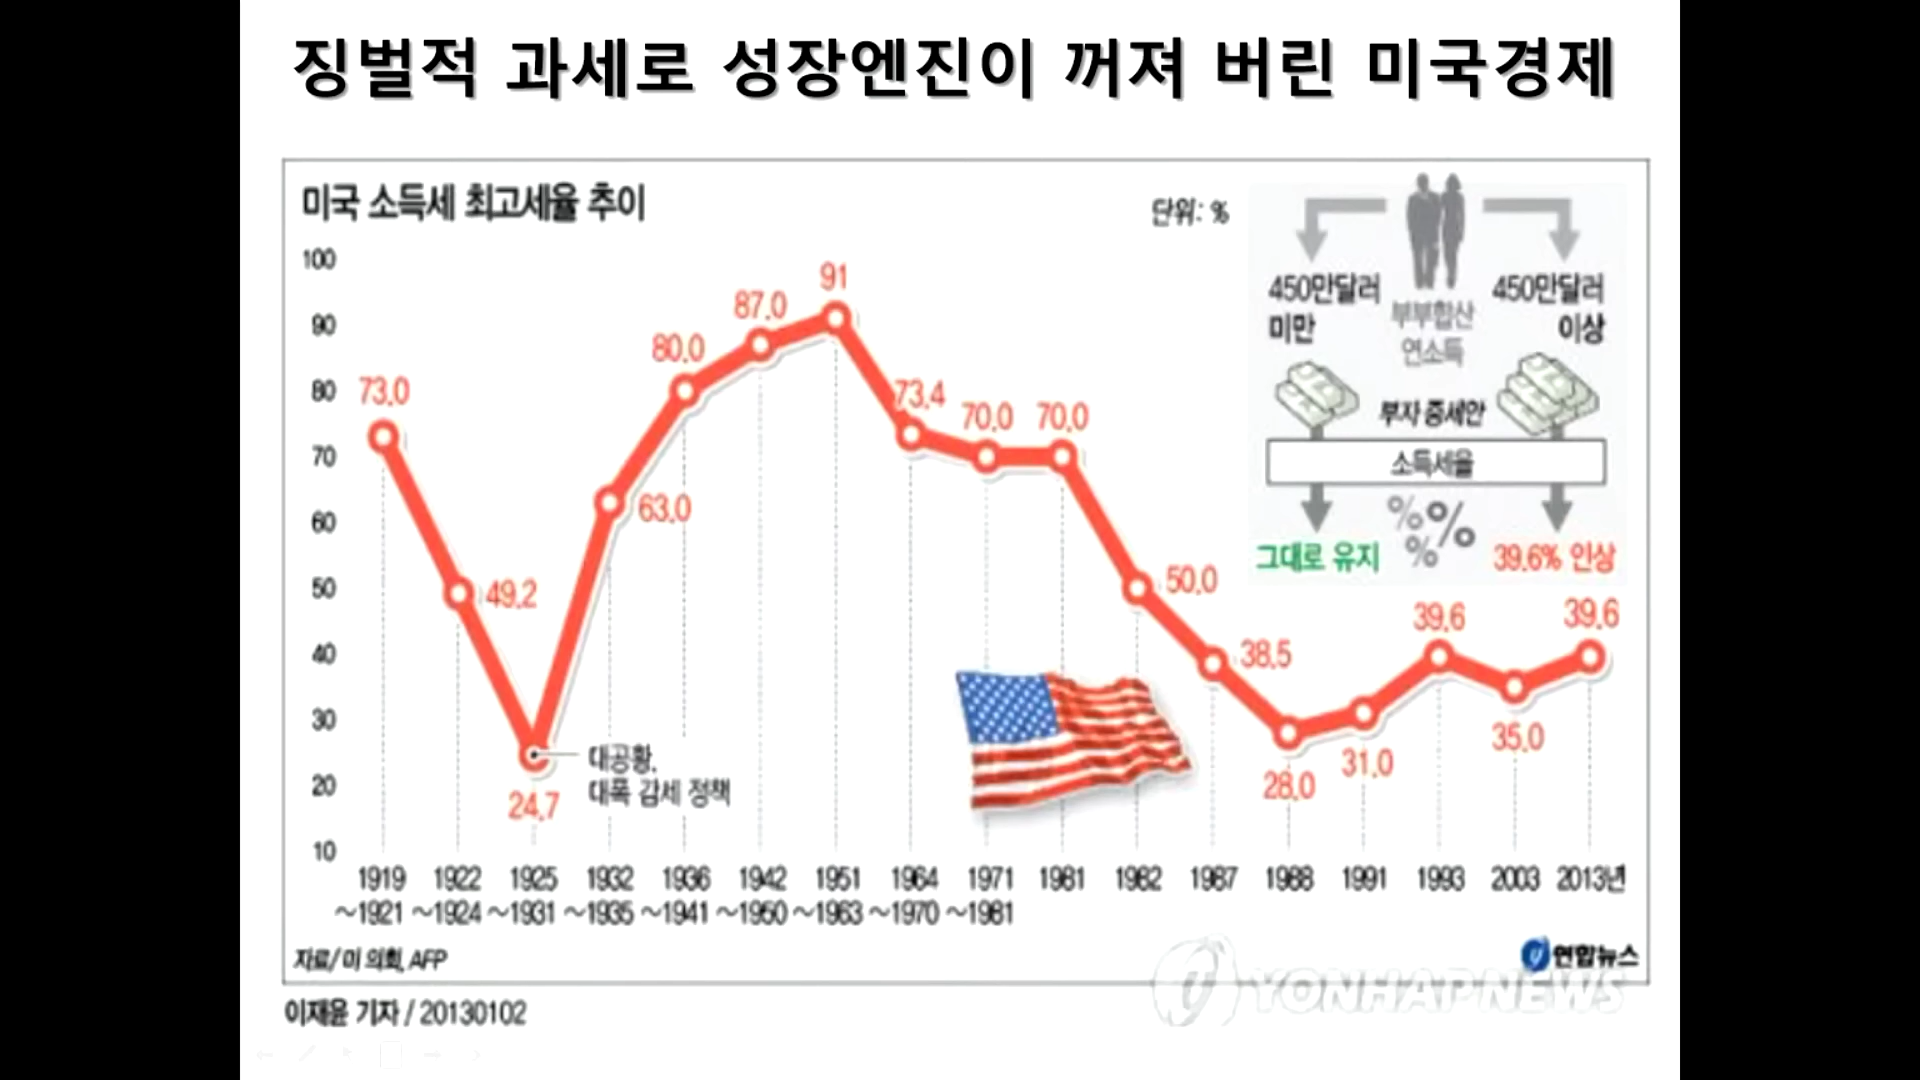 징벌적 과세로 성장엔진이 꺼져 버린 미국경제
미국 소득세 최고세율 추이
단위: %
100
90
80
70
60
50
40
30
20
10
73.0
49.2
24.7
63.0
80.0
87.0
91
73.4
70.0
70.0
50.0
38.5
28.0
31.0
39.6
35.0
39.6
대공황,
대폭 감세 정책
450만달러
미만
부부합산
연소득
450만달러
이상
부자 증세안
소득세율
% % %
그대로 유지
39.6% 인상
1919 1922 1925 1932 1936 1942 1951 1964 1971 1981 1982 1987 1988 1991 1993 2003 2013년
~1921 ~1924 ~1931 ~1935 ~1941 ~1950 ~1963 ~1970 ~1981
자료/미 의회, AFP
연합뉴스
YONHAPNEWS
이재윤 기자 / 20130102